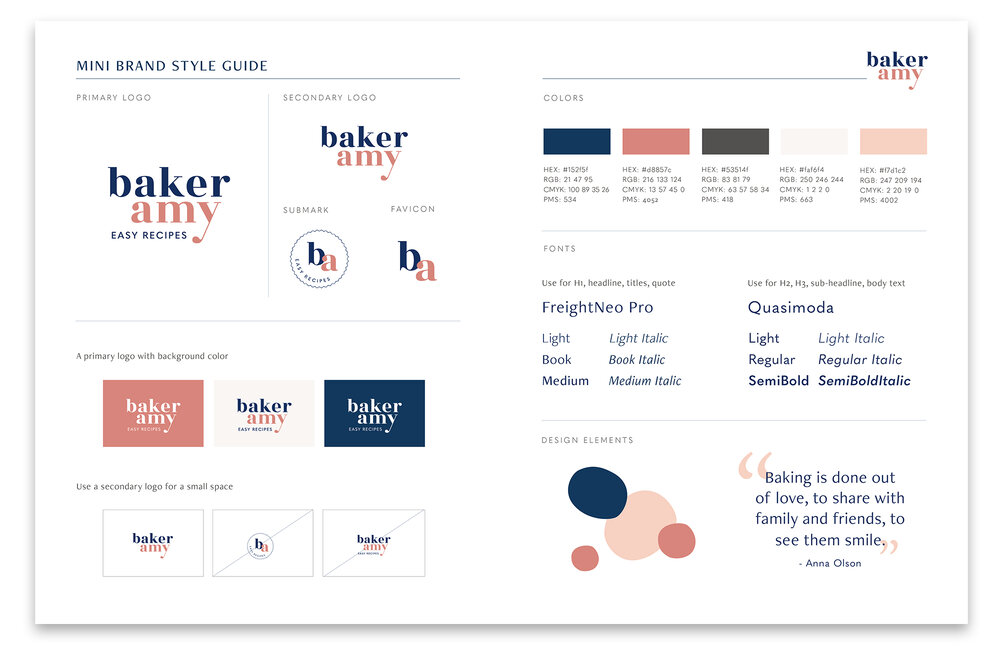 MINI BRAND STYLE GUIDE
PRIMARY LOGO
baker
amy
EASY RECIPES
SECONDARY LOGO
baker
amy
SUBMARK
ba
EASY RECIPES
FAVICON
ba
A primary logo with background color
baker
amy
EASY RECIPES
baker
amy
EASY RECIPES
baker
amy
EASY RECIPES
Use a secondary logo for a small space
baker
amy
ba
EASY RECIPES
baker
amy
EASY RECIPES
baker
amy
COLORS
HEX: #152f5f
RGB: 21 47 95
CMYK: 100 89 35 26
PMS: 534
HEX: #d8857c
RGB: 216 133 124
CMYK: 13 57 45 0
PMS: 4052
HEX: #53514f
RGB: 83 81 79
CMYK: 63 57 58 34
PMS: 418
HEX: #faf6f4
RGB: 250 246 244
CMYK: 1 2 2 0
PMS: 663
HEX: #f7d1c2
RGB: 247 209 194
CMYK: 2 20 19 0
PMS: 4002
FONTS
Use for H1, headline, titles, quote
FreightNeo Pro
Light Light Italic
Book Book Italic
Medium Medium Italic
Use for H2, H3, sub-headline, body text
Quasimoda
Light Light Italic
Regular Regular Italic
SemiBold SemiBoldItalic
DESIGN ELEMENTS
“Baking is done out
of love, to share with
family and friends, to
see them smile.”
- Anna Olson